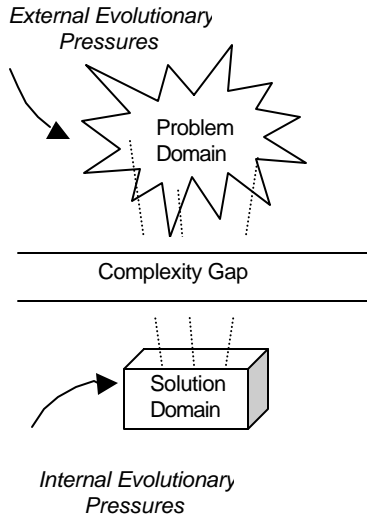 External Evolutionary
Pressures
Problem
Domain
Complexity Gap
Solution
Domain
Internal Evolutionary
Pressures